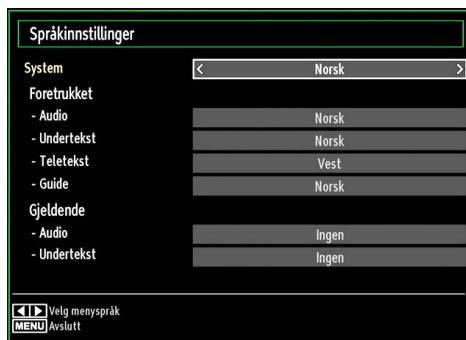 Språkinnstillinger
System < Norsk >
Foretrukket
- Audio Norsk
- Undertekst Norsk
- Teletekst Vest
- Guide Norsk
Gjeldende
- Audio Ingen
- Undertekst Ingen
Velg menyspråk
MENU Avslutt